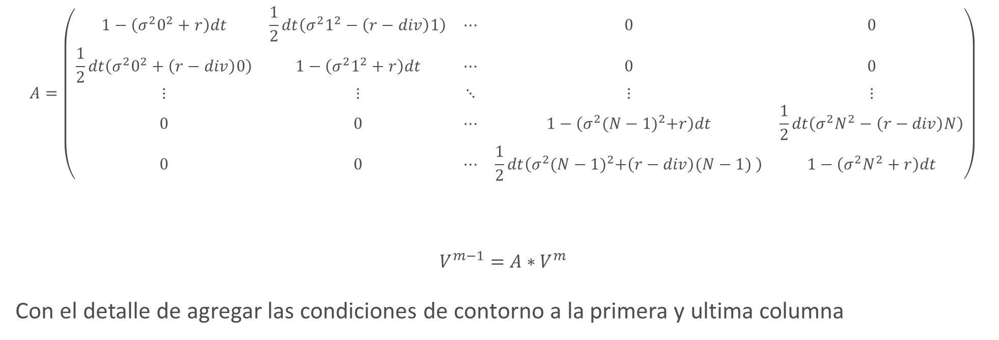 1 − (σ²0² + r)dt   ½dt(σ²1² − (r − div)1)   ⋯   0   0
½dt(σ²0² + (r − div)0)   1 − (σ²1² + r)dt   ⋯   0   0
A =   ⋮   ⋮   ⋱   ⋮   ⋮
0   0   ⋯   1 − (σ²(N − 1)²+r)dt   ½dt(σ²N² − (r − div)N)
0   0   ⋯   ½dt(σ²(N − 1)²+(r − div)(N − 1) )   1 − (σ²N² + r)dt
Vᵐ⁻¹ = A ∗ Vᵐ
Con el detalle de agregar las condiciones de contorno a la primera y ultima columna